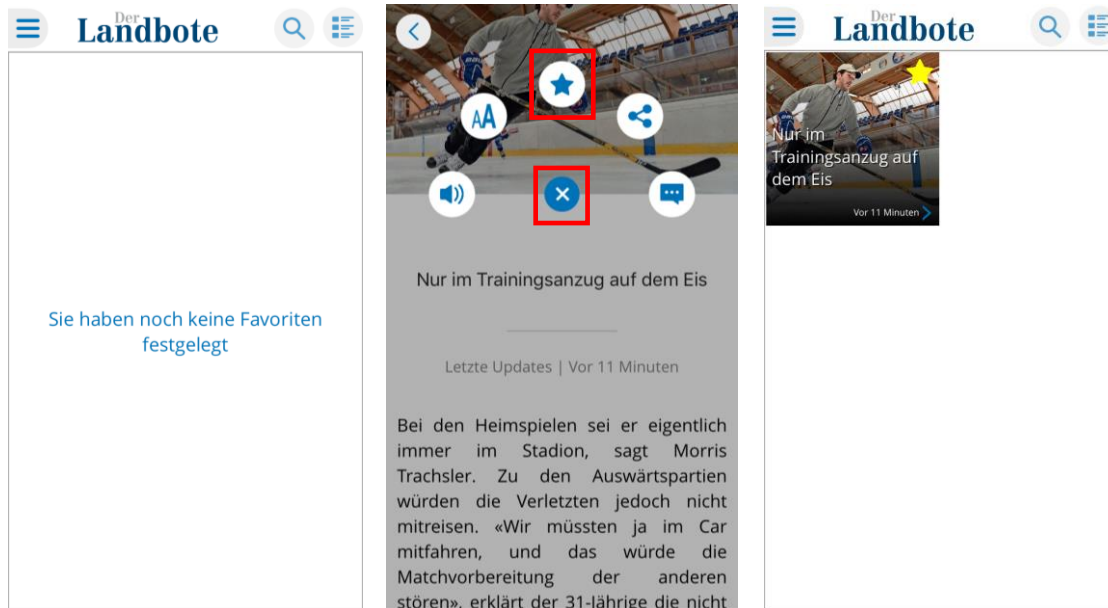 Der
Landbote
Sie haben noch keine Favoriten
festgelegt
AA
Nur im Trainingsanzug auf dem Eis
Letzte Updates | Vor 11 Minuten
Bei den Heimspielen sei er eigentlich
immer im Stadion, sagt Morris
Trachsler. Zu den Auswärtspartien
würden die Verletzten jedoch nicht
mitreisen. «Wir müssten ja im Car
mitfahren, und das würde die
Matchvorbereitung der anderen
stören», erklärt der 31-Jährige die nicht
Der
Landbote
Nur im
Trainingsanzug auf
dem Eis
Vor 11 Minuten